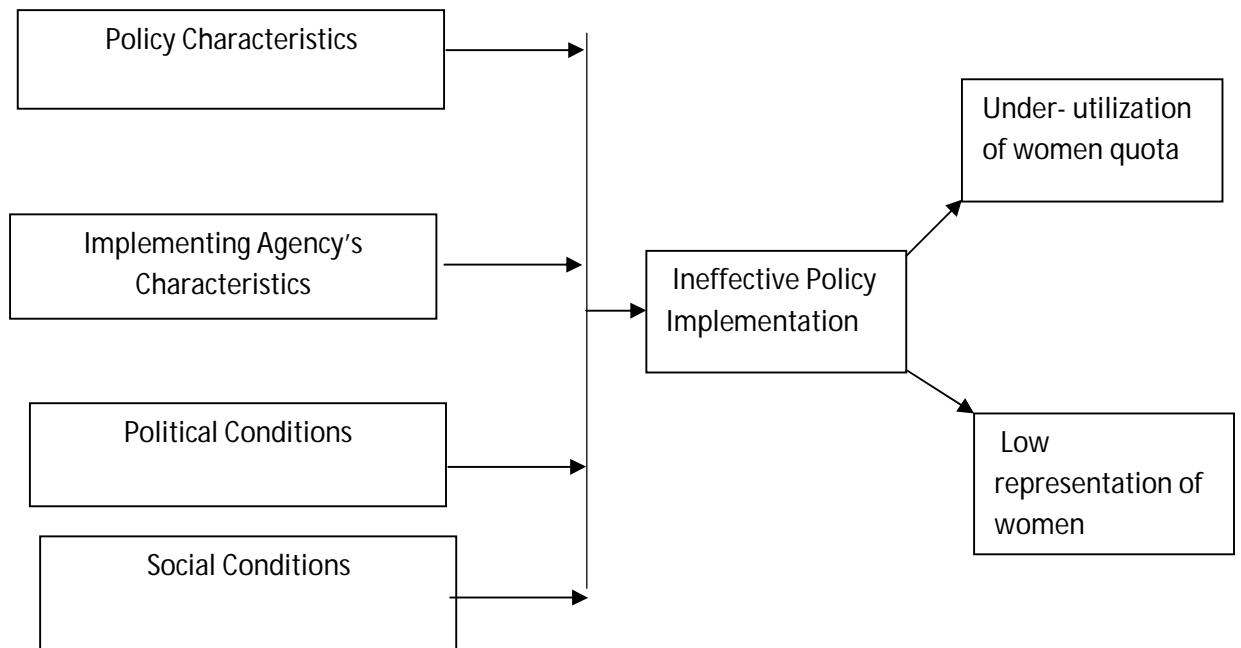 Policy Characteristics
Implementing Agency's
Characteristics
Political Conditions
Social Conditions
Ineffective Policy
Implementation
Under- utilization
of women quota
Low
representation of
women